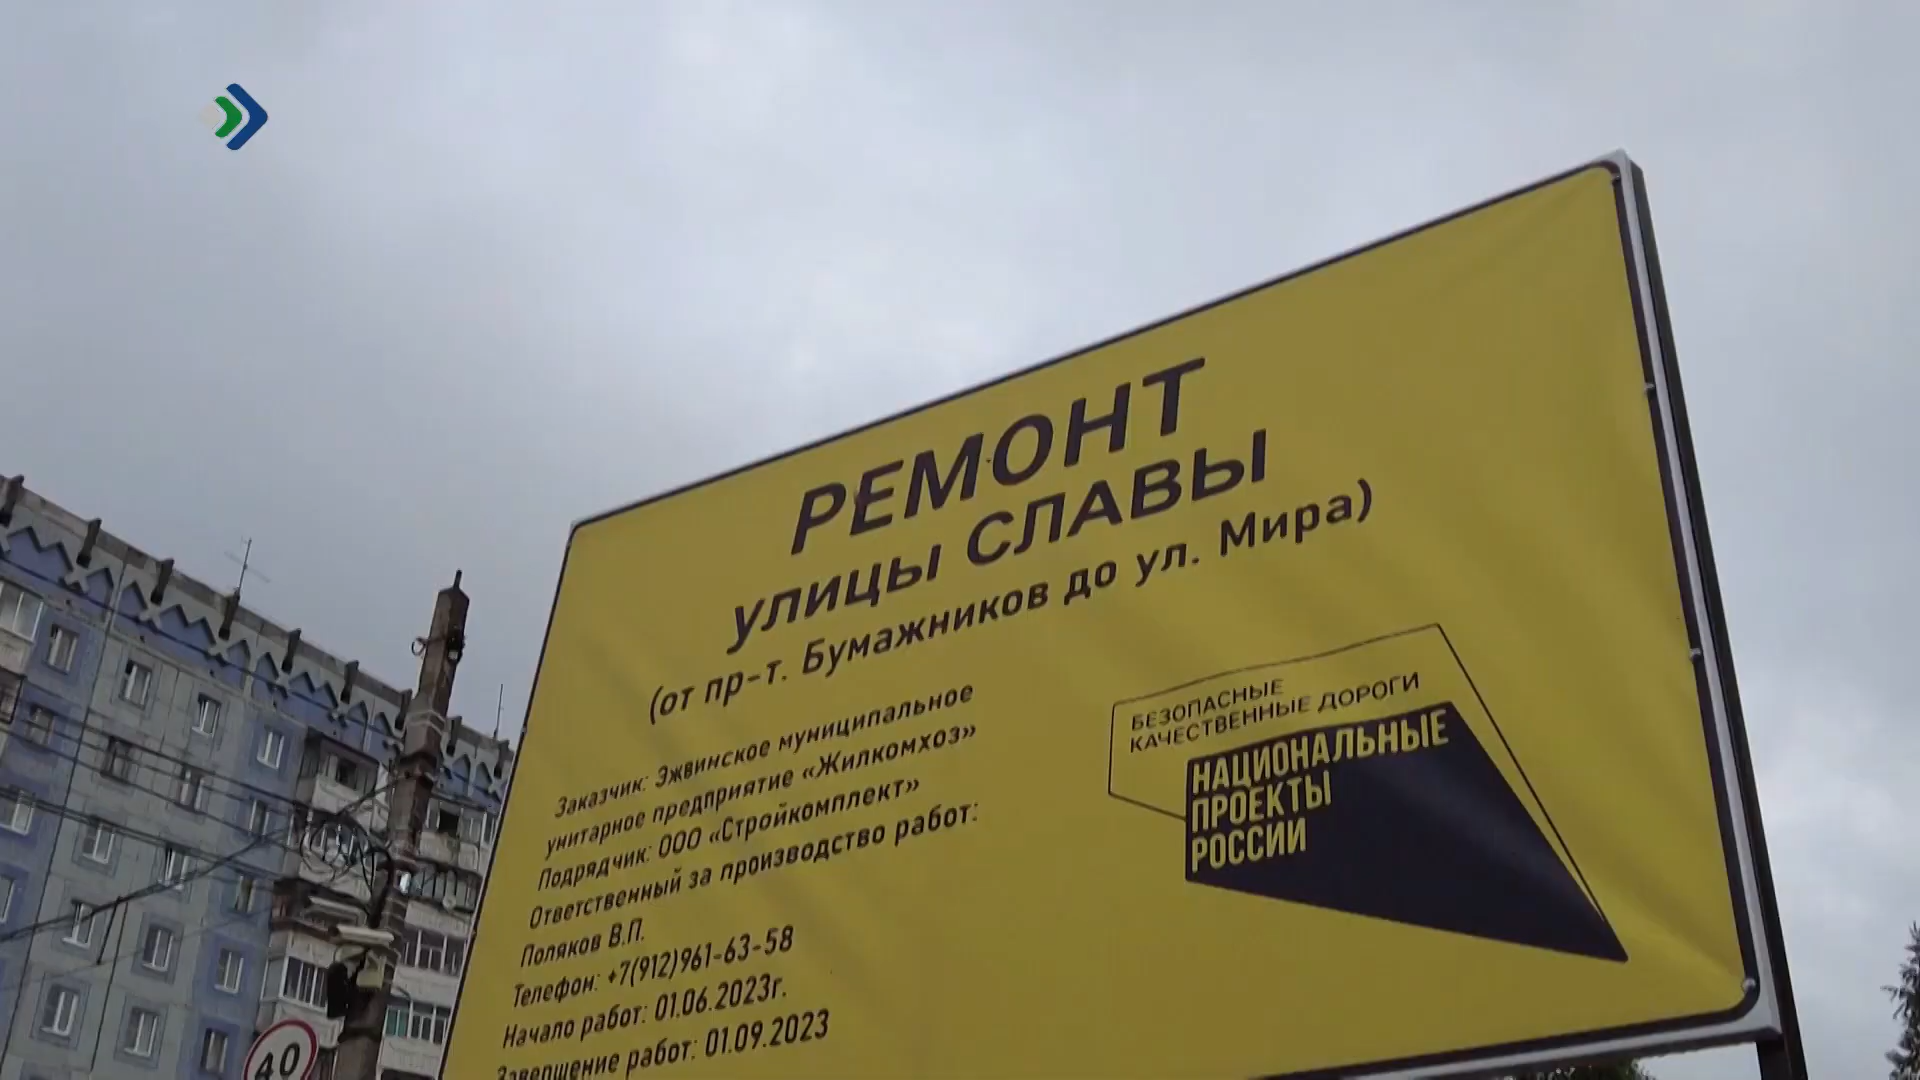 РЕМОНТ
улицы СЛАВЫ
(от пр-т. Бумажников до ул. Мира)
Заказчик: Эжвинское муниципальное
унитарное предприятие «Жилкомхоз»
Подрядчик: ООО «Стройкомплект»
Ответственный за производство работ:
Поляков В.П.
Телефон: +7(912)961-63-58
Начало работ: 01.06.2023г.
Завершение работ: 01.09.2023
БЕЗОПАСНЫЕ
КАЧЕСТВЕННЫЕ ДОРОГИ
НАЦИОНАЛЬНЫЕ
ПРОЕКТЫ
РОССИИ
40